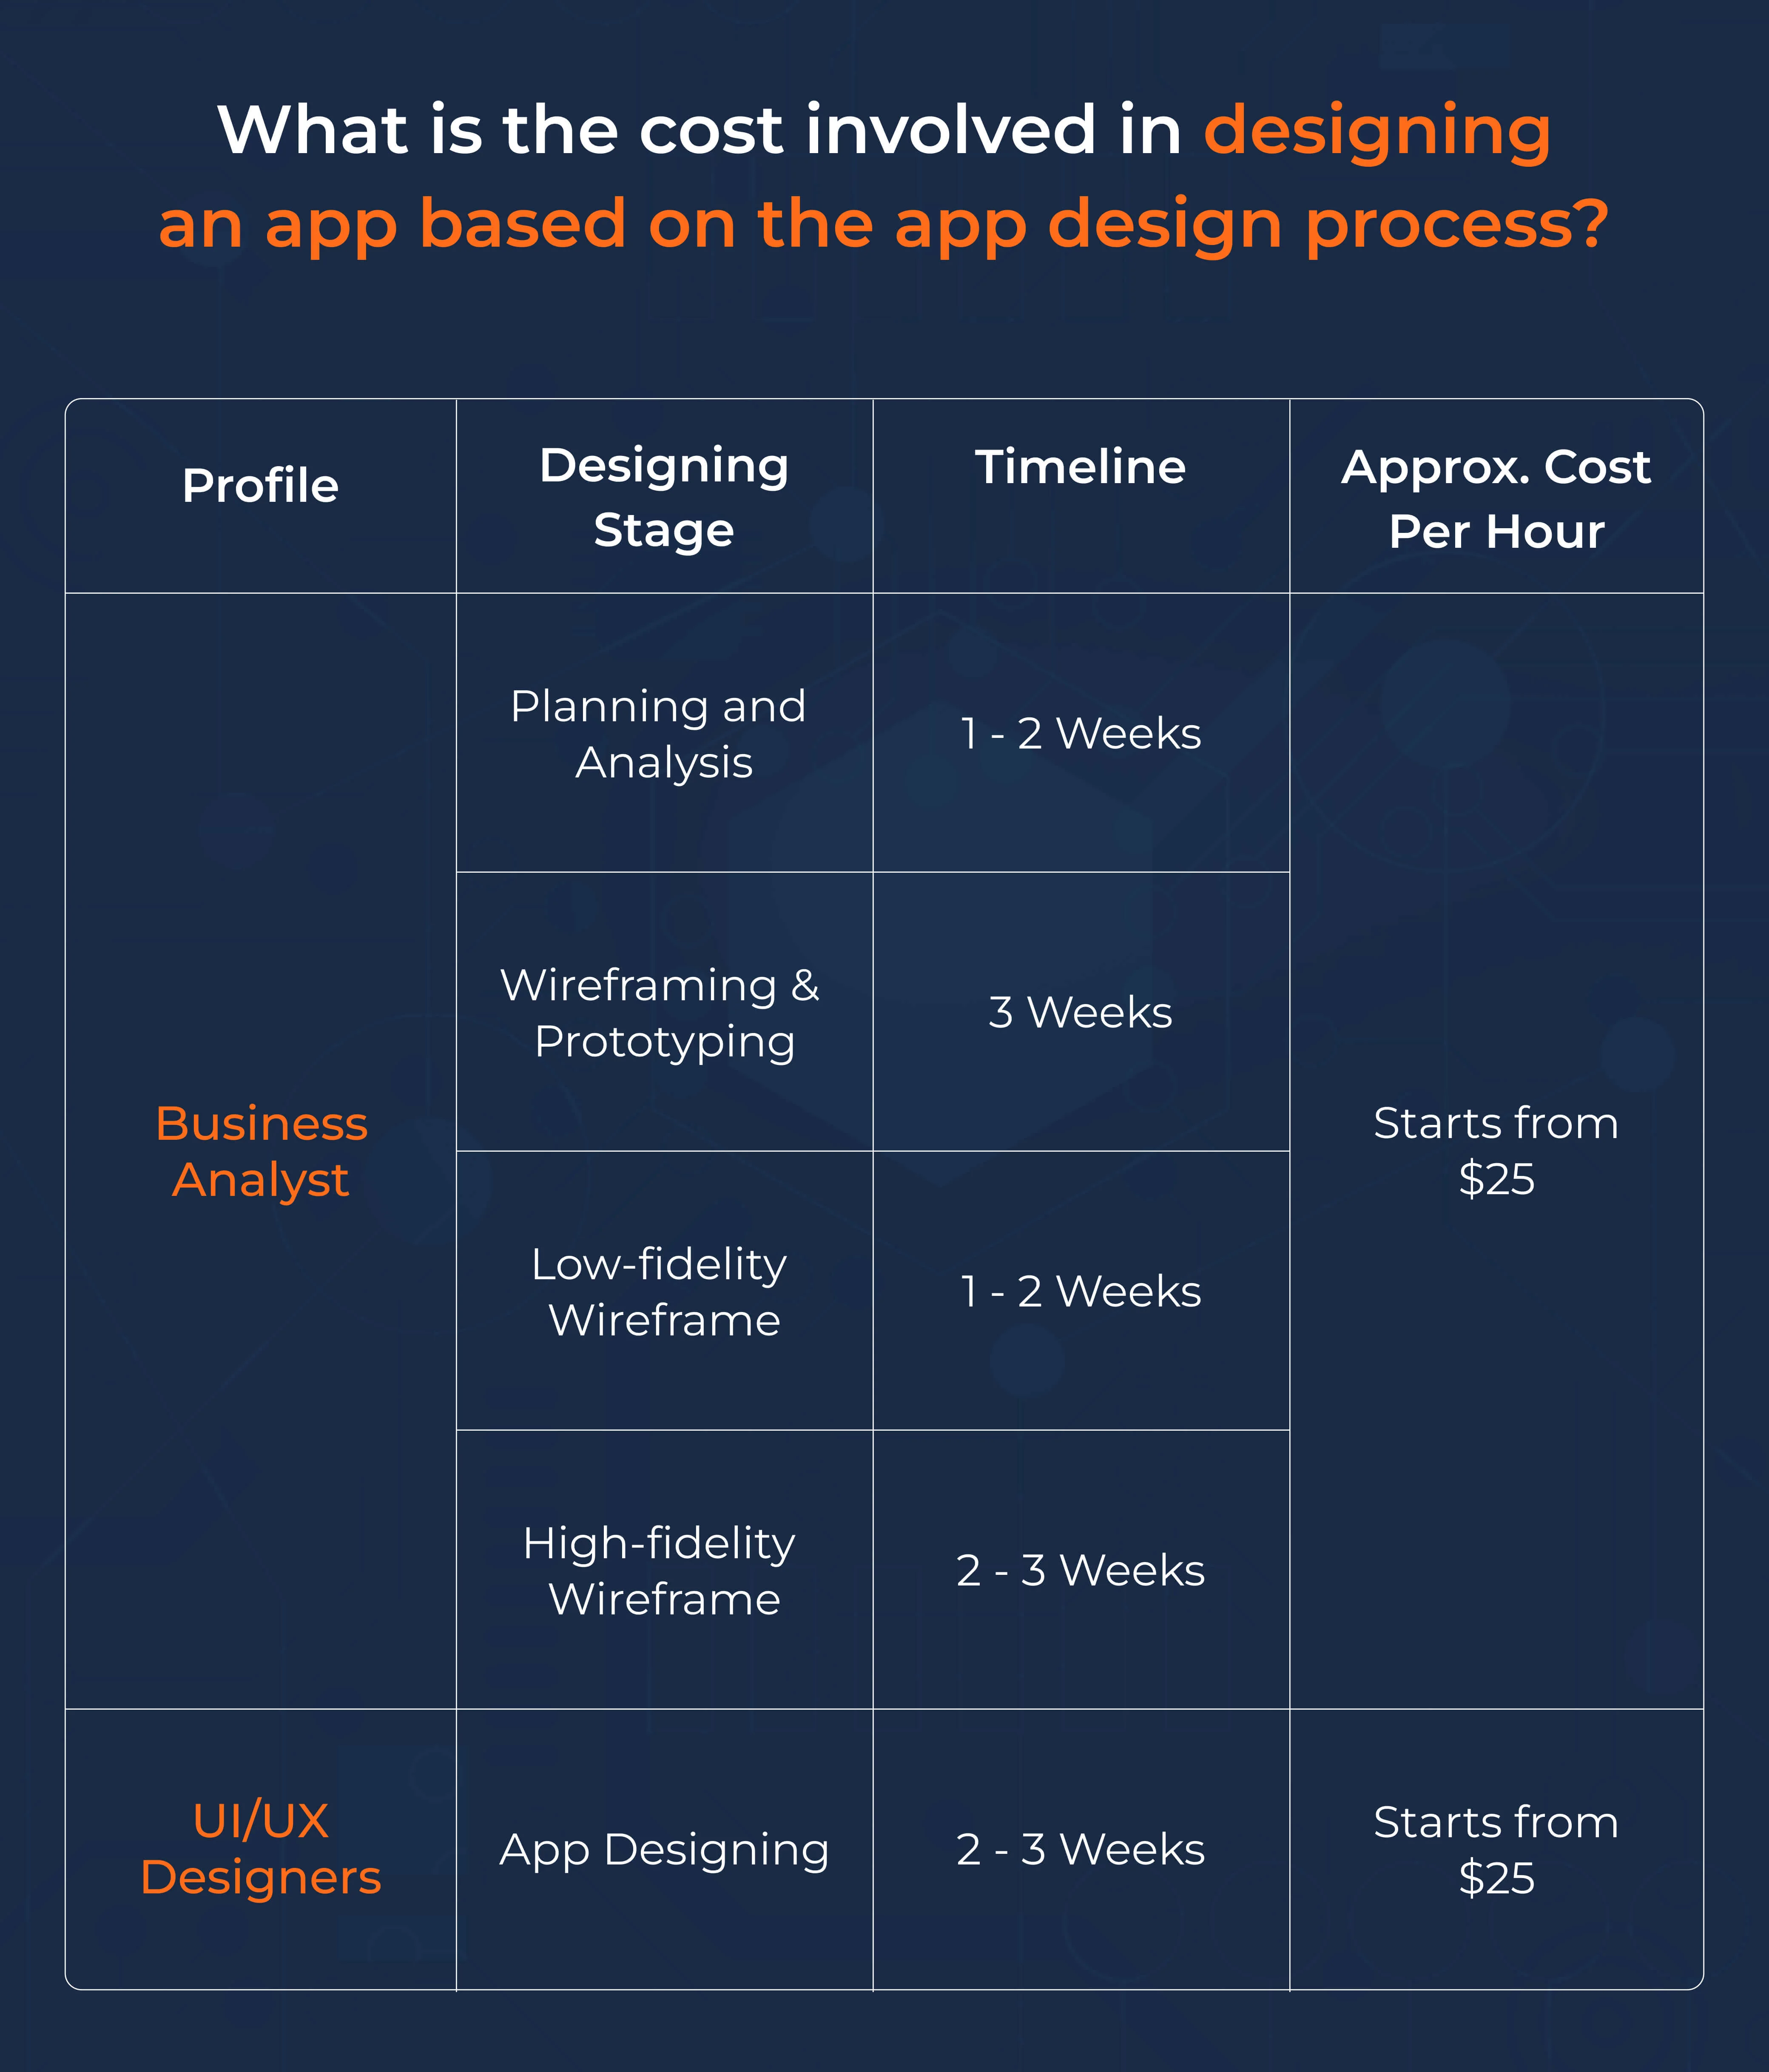 What is the cost involved in designing
an app based on the app design process?
Profile
Designing
Stage
Timeline
Approx. Cost
Per Hour
Business
Analyst
Planning and
Analysis
1 - 2 Weeks
Wireframing &
Prototyping
3 Weeks
Low-fidelity
Wireframe
1 - 2 Weeks
High-fidelity
Wireframe
2 - 3 Weeks
Starts from
$25
UI/UX
Designers
App Designing
2 - 3 Weeks
Starts from
$25